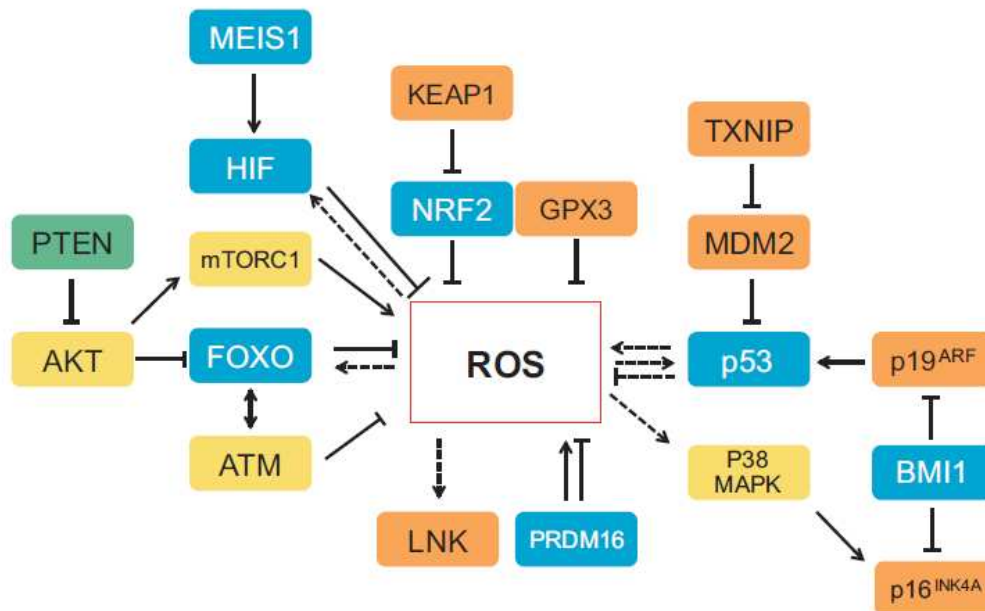 MEIS1
KEAP1
TXNIP
HIF
NRF2
GPX3
PTEN
mTORC1
MDM2
AKT
FOXO
ROS
p53
p19ARF
ATM
P38
MAPK
BMI1
LNK
PRDM16
p16INK4A